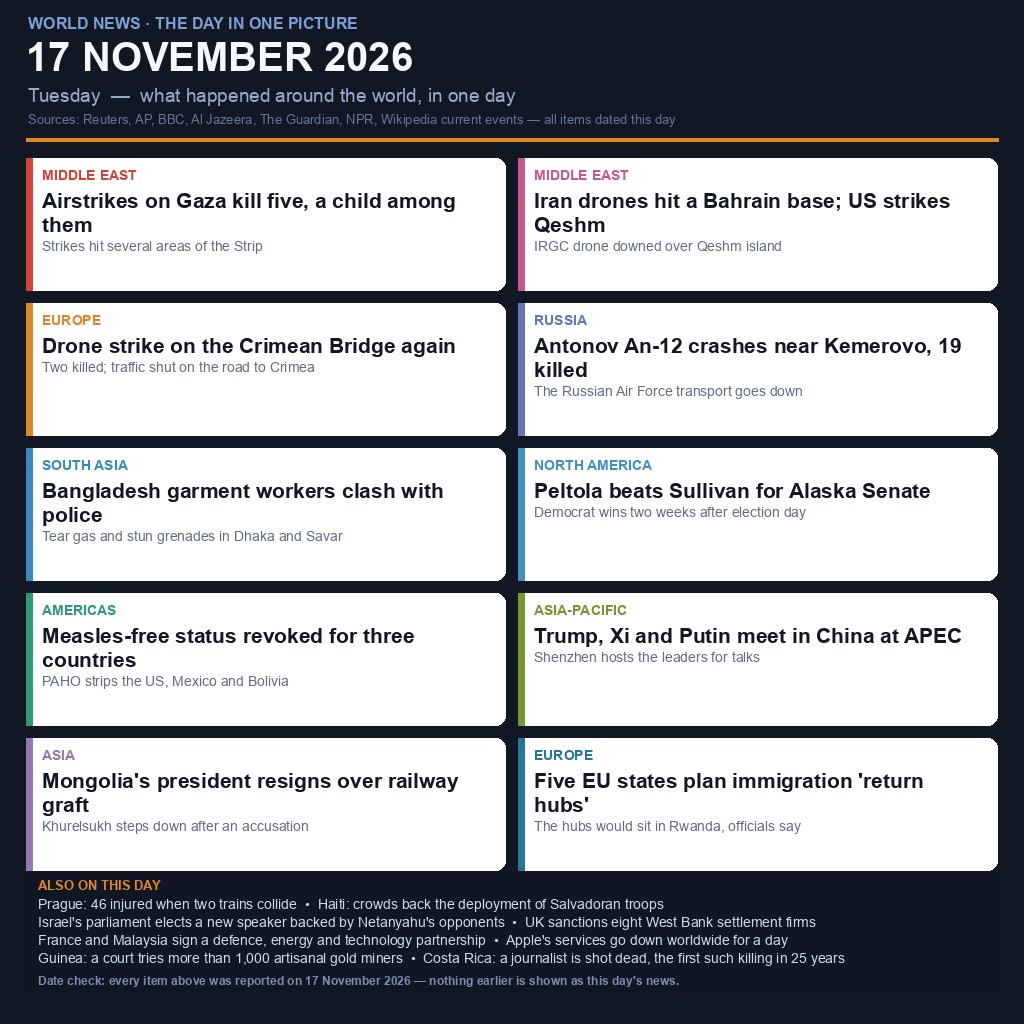 WORLD NEWS · THE DAY IN ONE PICTURE
17 NOVEMBER 2026
Tuesday — what happened around the world, in one day
Sources: Reuters, AP, BBC, Al Jazeera, The Guardian, NPR, Wikipedia current events — all items dated this day
MIDDLE EAST
Airstrikes on Gaza kill five, a child among
them
Strikes hit several areas of the Strip
MIDDLE EAST
Iran drones hit a Bahrain base; US strikes
Qeshm
IRGC drone downed over Qeshm island
EUROPE
Drone strike on the Crimean Bridge again
Two killed; traffic shut on the road to Crimea
RUSSIA
Antonov An-12 crashes near Kemerovo, 19
killed
The Russian Air Force transport goes down
SOUTH ASIA
Bangladesh garment workers clash with
police
Tear gas and stun grenades in Dhaka and Savar
NORTH AMERICA
Peltola beats Sullivan for Alaska Senate
Democrat wins two weeks after election day
AMERICAS
Measles-free status revoked for three
countries
PAHO strips the US, Mexico and Bolivia
ASIA-PACIFIC
Trump, Xi and Putin meet in China at APEC
Shenzhen hosts the leaders for talks
ASIA
Mongolia's president resigns over railway
graft
Khurelsukh steps down after an accusation
EUROPE
Five EU states plan immigration 'return
hubs'
The hubs would sit in Rwanda, officials say
ALSO ON THIS DAY
Prague: 46 injured when two trains collide • Haiti: crowds back the deployment of Salvadoran troops
Israel's parliament elects a new speaker backed by Netanyahu's opponents • UK sanctions eight West Bank settlement firms
France and Malaysia sign a defence, energy and technology partnership • Apple's services go down worldwide for a day
Guinea: a court tries more than 1,000 artisanal gold miners • Costa Rica: a journalist is shot dead, the first such killing in 25 years
Date check: every item above was reported on 17 November 2026 — nothing earlier is shown as this day's news.